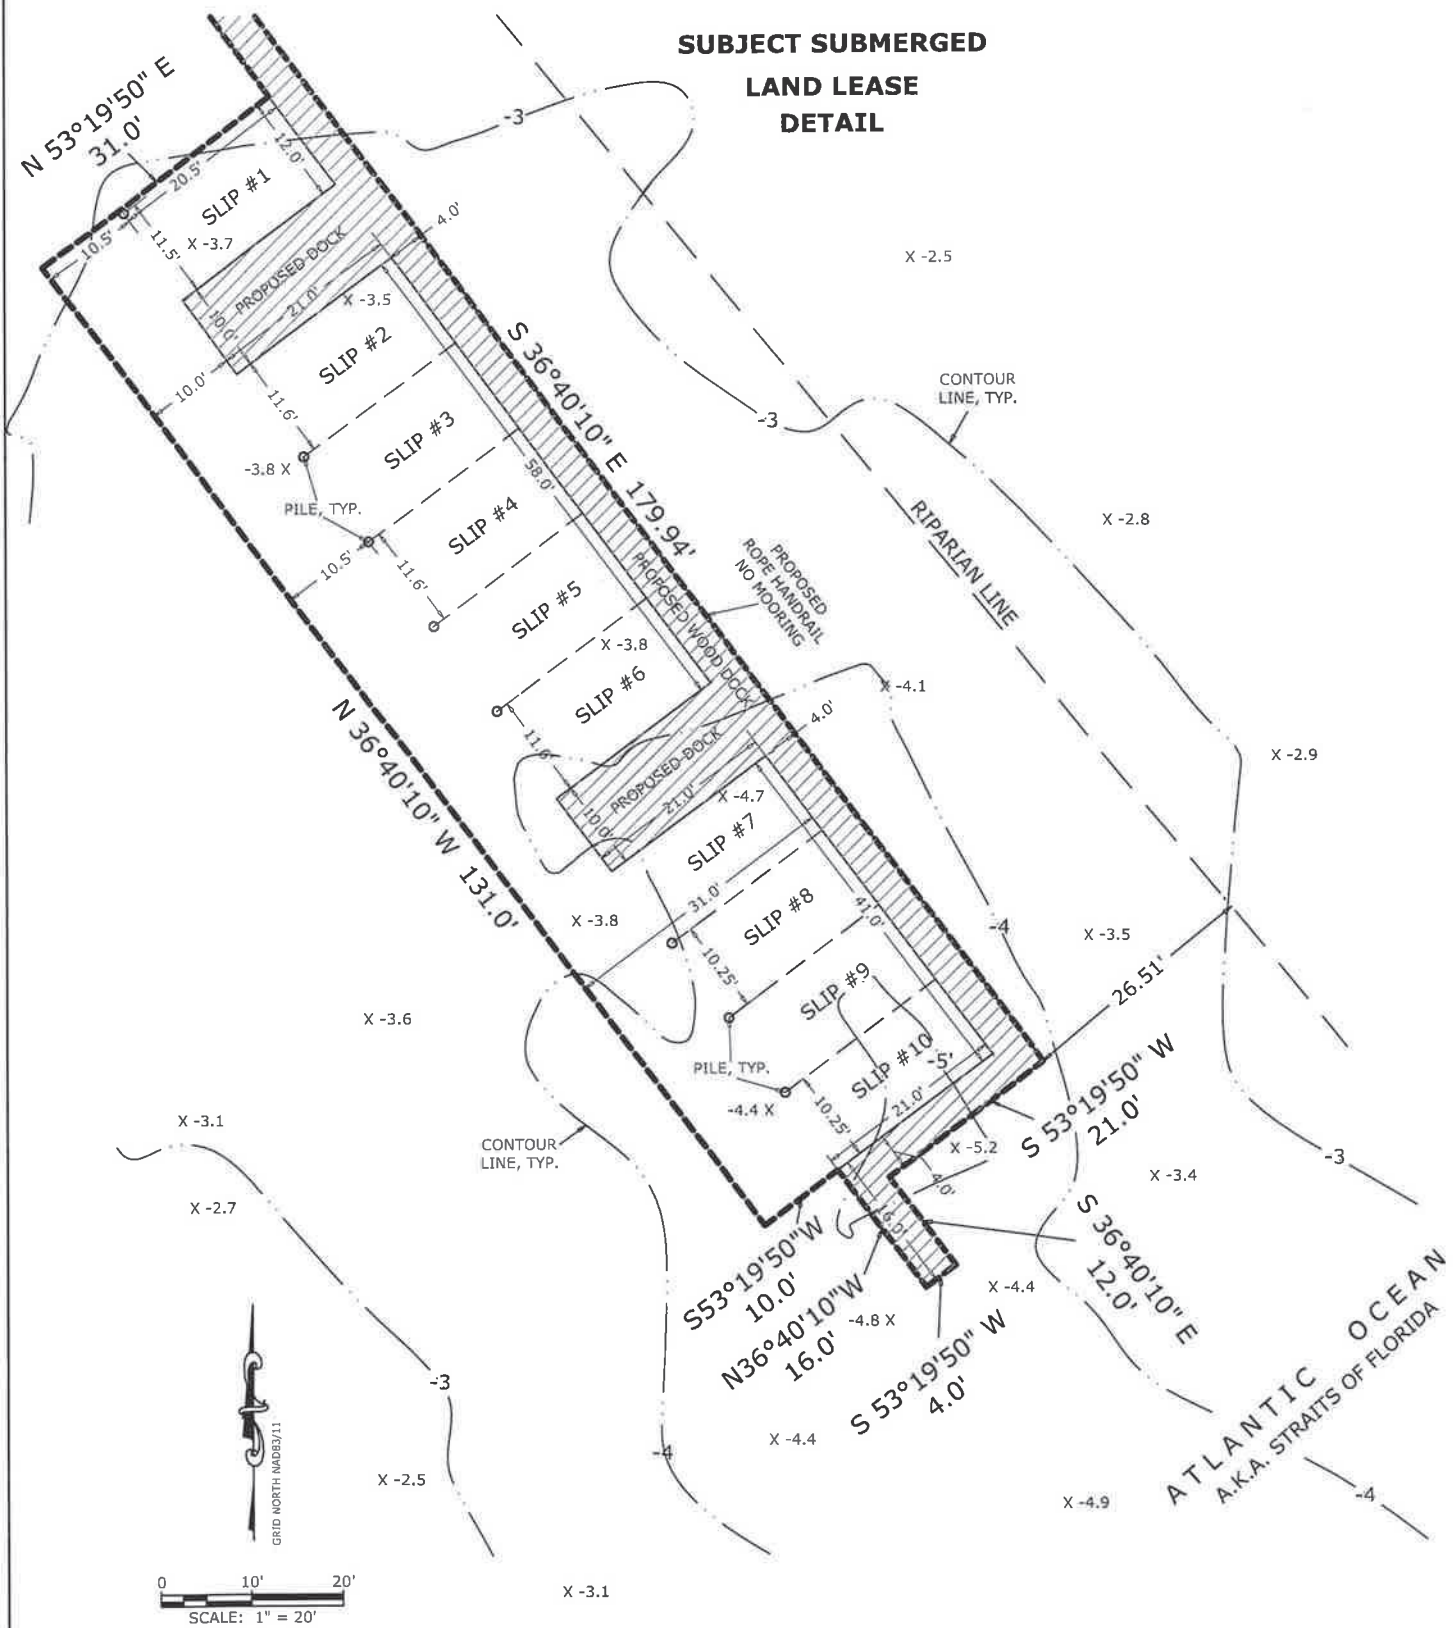 SUBJECT SUBMERGED
LAND LEASE
DETAIL
N 53°19'50" E
31.0'
20.5'
12.0'
SLIP #1
10.5'
11.5'
X -3.7
-3
PROPOSED DOCK
4.0'
21.0'
10.0'
X -3.5
X -2.5
SLIP #2
10.0'
11.6'
S 36°40'10" E 179.94'
CONTOUR
LINE, TYP.
-3
SLIP #3
-3.8 X
58.0'
PILE, TYP.
SLIP #4
X -2.8
RIPARIAN LINE
10.5'
11.6'
PROPOSED
ROPE HANDRAIL
NO MOORING
PROPOSED WOOD DOCK
SLIP #5
X -3.8
SLIP #6
X -4.1
4.0'
11.6'
N 36°40'10" W 131.0'
PROPOSED DOCK
X -2.9
21.0'
10.0'
X -4.7
SLIP #7
31.0'
SLIP #8
41.0'
X -3.8
-4
X -3.5
10.25'
SLIP #9
26.51'
X -3.6
SLIP #10
-5'
PILE, TYP.
-4.4 X
10.25'
21.0'
S 53°19'50" W
21.0'
X -3.1
CONTOUR
LINE, TYP.
X -5.2
4.0'
-3
X -3.4
X -2.7
16.0'
S 36°40'10" E
12.0'
S53°19'50"W
10.0'
N36°40'10"W
16.0'
X -4.4
-4.8 X
S 53°19'50" W
4.0'
-3
ATLANTIC OCEAN
A.K.A. STRAITS OF FLORIDA
GRID NORTH NAD83/11
X -4.4
-4
X -2.5
X -4.9
-4
0 10' 20'
SCALE: 1" = 20'
X -3.1